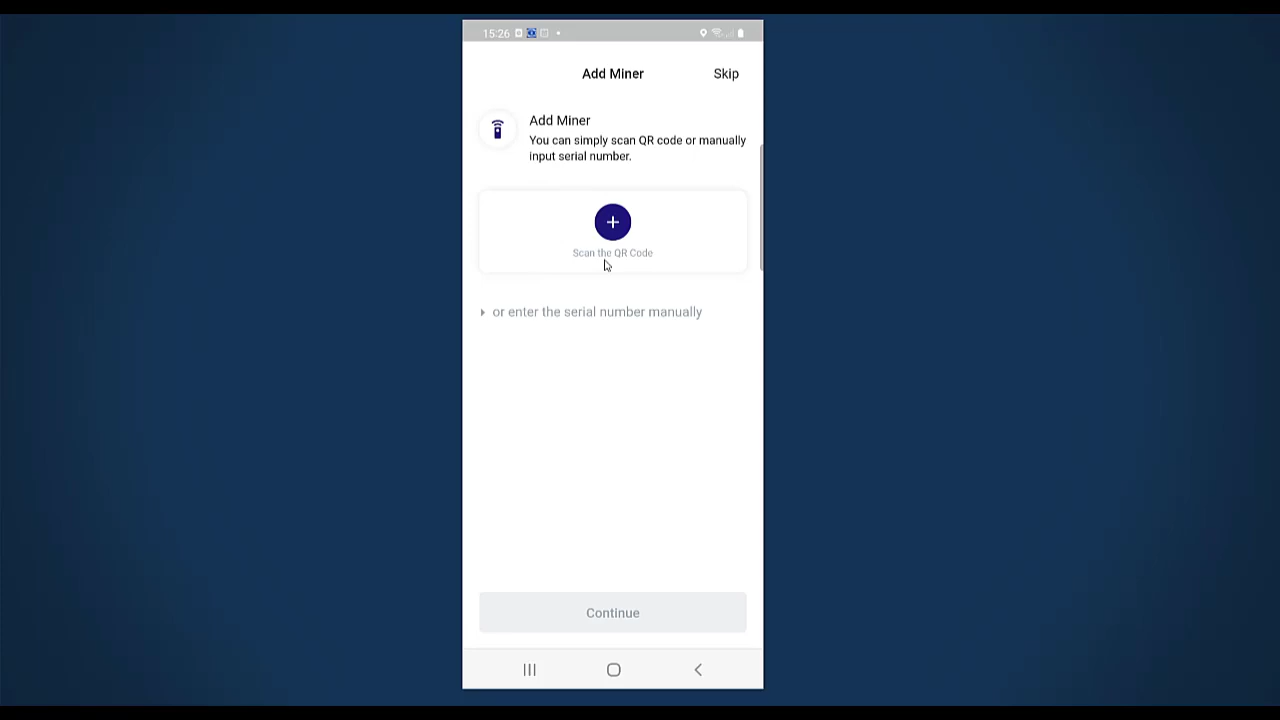 15:26
Add Miner
Skip
Add Miner
You can simply scan QR code or manually
input serial number.
Scan the QR Code
or enter the serial number manually
Continue